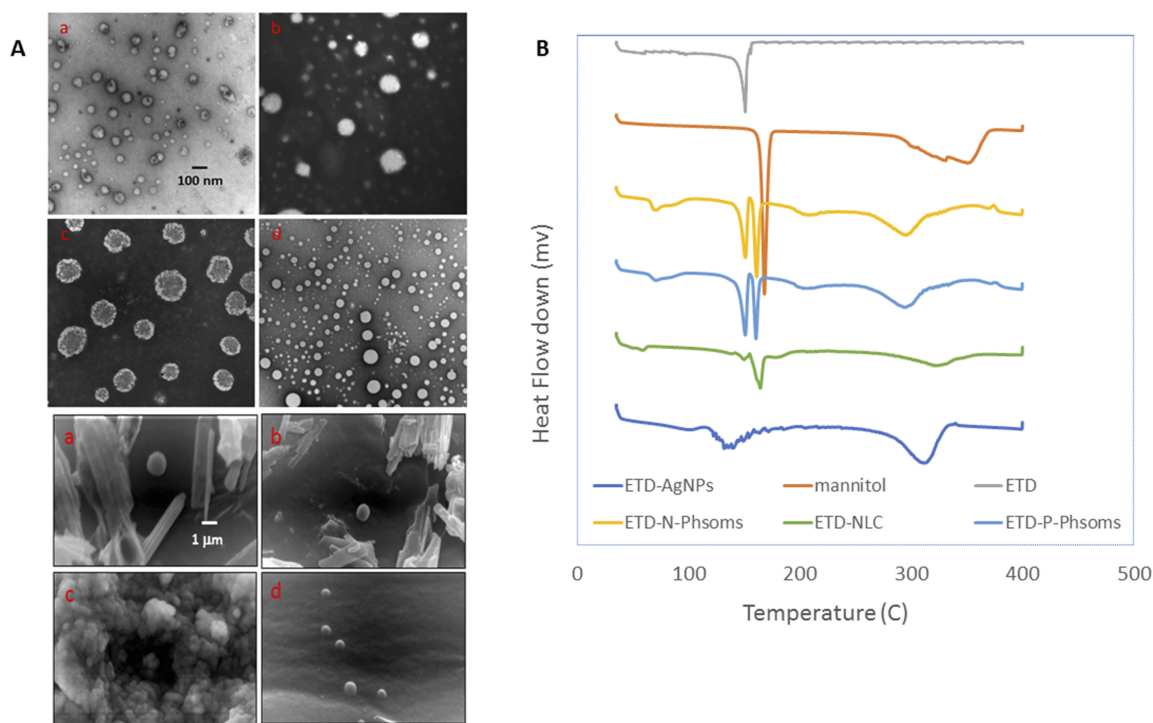 A
a
b
100 nm
c
d
a
b
1 µm
c
d
B
Heat Flow down (mv)
ETD-AgNPs
mannitol
ETD
ETD-N-Phsoms
ETD-NLC
ETD-P-Phsoms
0
100
200
300
400
500
Temperature (C)